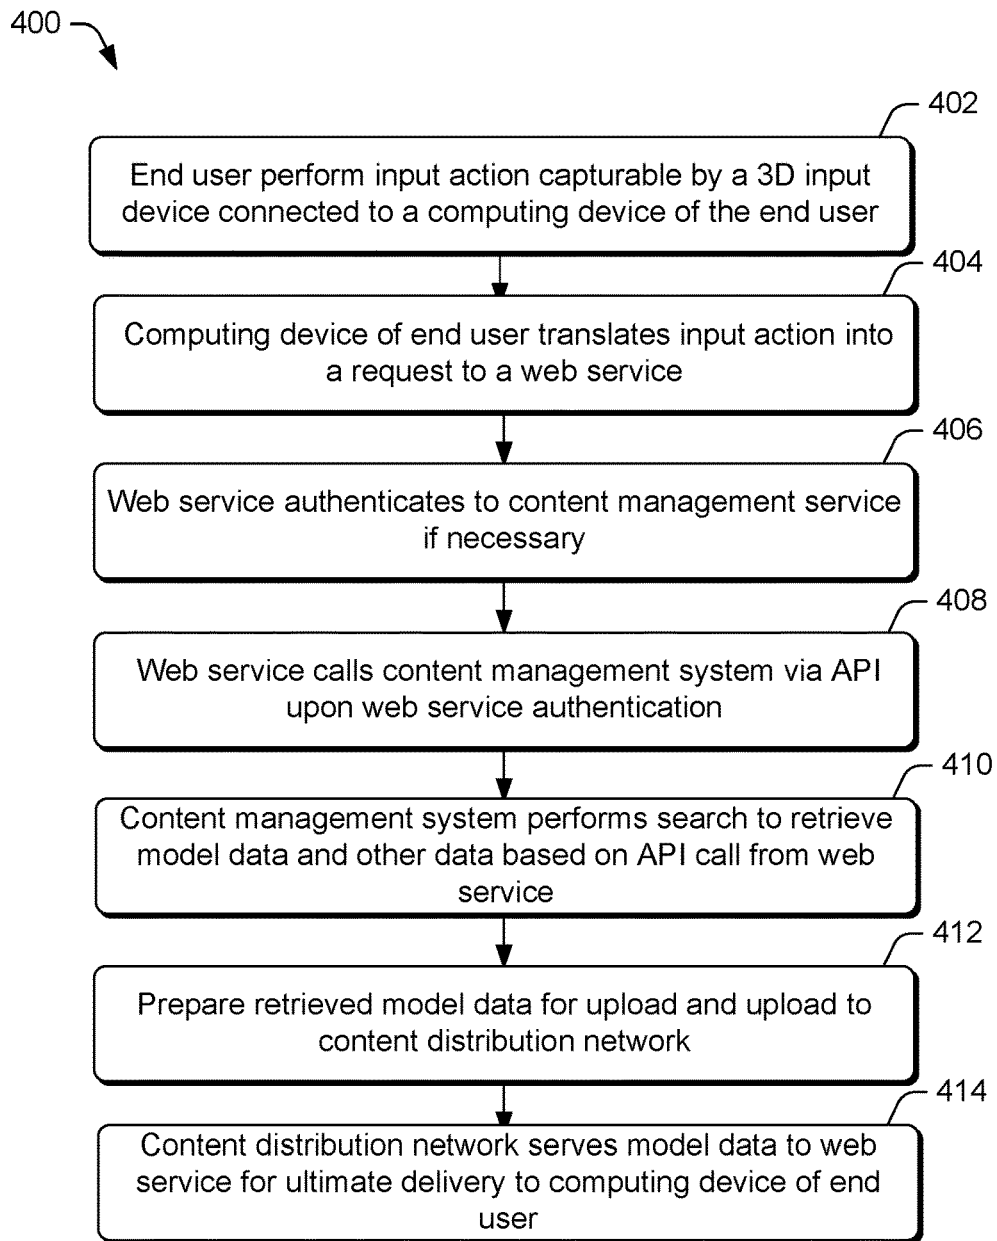 400
402
End user perform input action capturable by a 3D input
device connected to a computing device of the end user
404
Computing device of end user translates input action into
a request to a web service
406
Web service authenticates to content management service
if necessary
408
Web service calls content management system via API
upon web service authentication
410
Content management system performs search to retrieve
model data and other data based on API call from web
service
412
Prepare retrieved model data for upload and upload to
content distribution network
414
Content distribution network serves model data to web
service for ultimate delivery to computing device of end
user